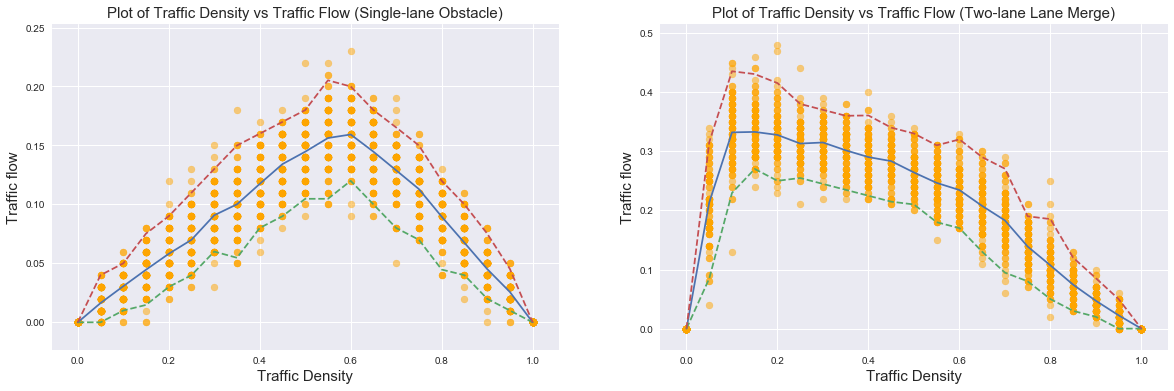 Plot of Traffic Density vs Traffic Flow (Single-lane Obstacle)
0.25
0.20
0.15
0.10
0.05
0.00
Traffic flow
0.0 0.2 0.4 0.6 0.8 1.0
Traffic Density
Plot of Traffic Density vs Traffic Flow (Two-lane Lane Merge)
0.5
0.4
0.3
0.2
0.1
0.0
Traffic flow
0.0 0.2 0.4 0.6 0.8 1.0
Traffic Density